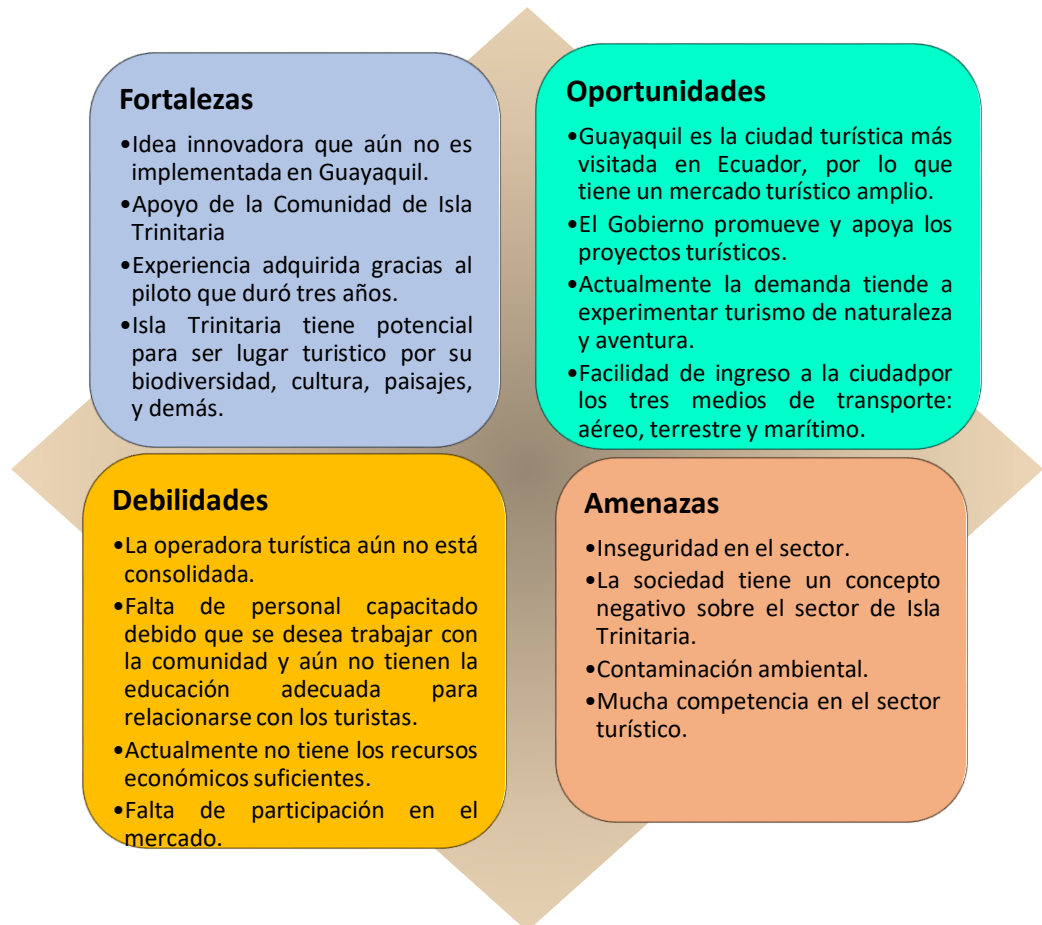 Fortalezas
•Idea innovadora que aún no es
implementada en Guayaquil.
•Apoyo de la Comunidad de Isla
Trinitaria
•Experiencia adquirida gracias al
piloto que duró tres años.
•Isla Trinitaria tiene potencial
para ser lugar turistico por su
biodiversidad, cultura, paisajes,
y demás.
Oportunidades
•Guayaquil es la ciudad turística más
visitada en Ecuador, por lo que
tiene un mercado turístico amplio.
•El Gobierno promueve y apoya los
proyectos turísticos.
•Actualmente la demanda tiende a
experimentar turismo de naturaleza
y aventura.
•Facilidad de ingreso a la ciudadpor
los tres medios de transporte:
aéreo, terrestre y marítimo.
Debilidades
•La operadora turística aún no está
consolidada.
•Falta de personal capacitado
debido que se desea trabajar con
la comunidad y aún no tienen la
educación adecuada para
relacionarse con los turistas.
•Actualmente no tiene los recursos
económicos suficientes.
•Falta de participación en el
mercado.
Amenazas
•Inseguridad en el sector.
•La sociedad tiene un concepto
negativo sobre el sector de Isla
Trinitaria.
•Contaminación ambiental.
•Mucha competencia en el sector
turístico.